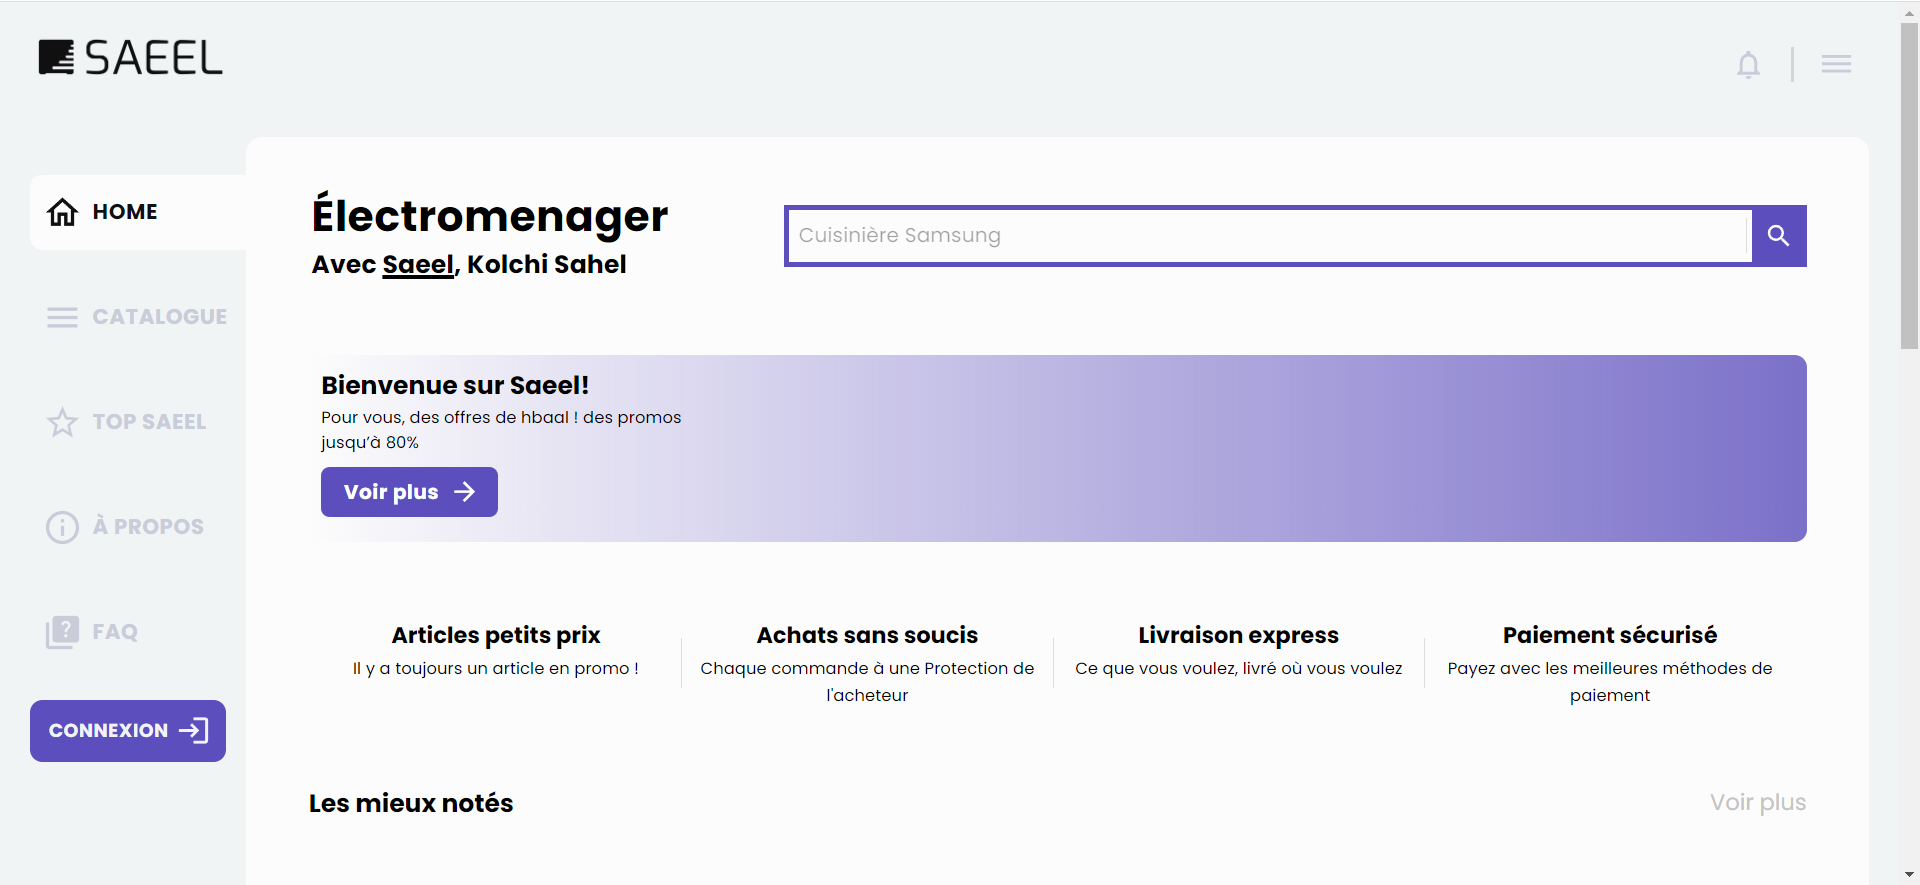 SAEEL
HOME
CATALOGUE
TOP SAEEL
À PROPOS
FAQ
CONNEXION
Électromenager
Avec Saeel, Kolchi Sahel
Cuisinière Samsung
Bienvenue sur Saeel!
Pour vous, des offres de hbaal ! des promos
jusqu’à 80%
Voir plus
Articles petits prix
Il y a toujours un article en promo !
Achats sans soucis
Chaque commande à une Protection de
l'acheteur
Livraison express
Ce que vous voulez, livré où vous voulez
Paiement sécurisé
Payez avec les meilleures méthodes de
paiement
Les mieux notés
Voir plus